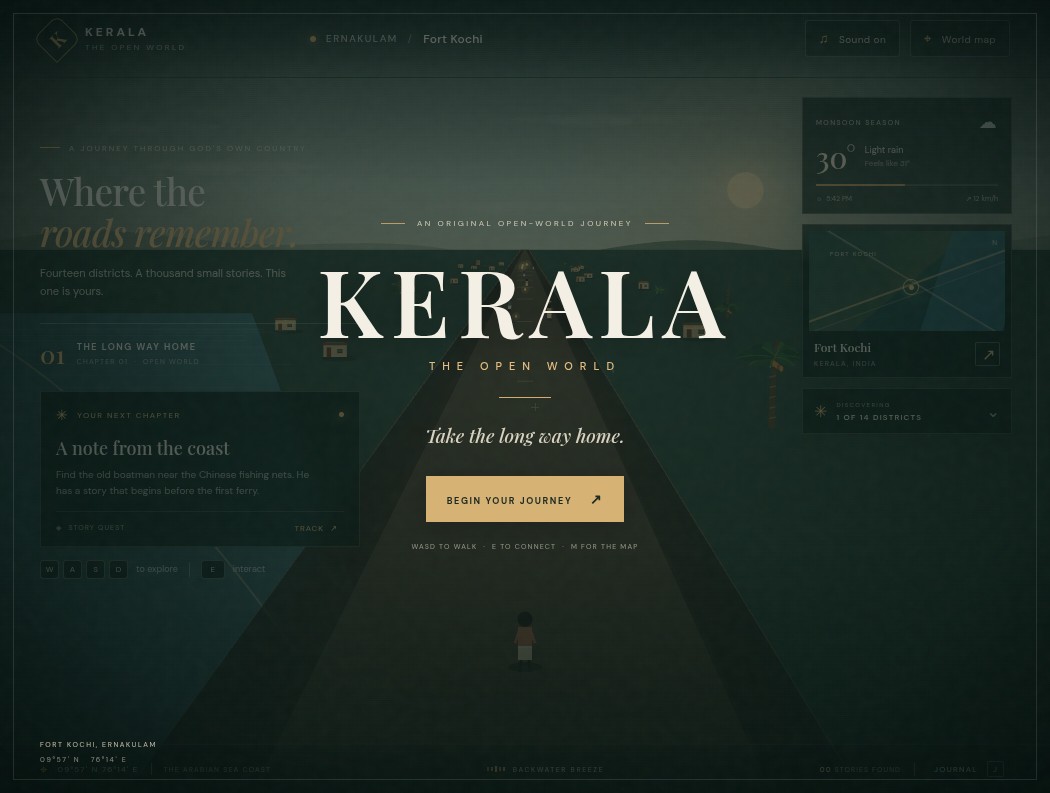 K
KERALA
THE OPEN WORLD
ERNAKULAM / Fort Kochi
Sound on
World map
A JOURNEY THROUGH GOD'S OWN COUNTRY
Where the
roads remember.
Fourteen districts. A thousand small stories. This
one is yours.
01
THE LONG WAY HOME
CHAPTER 01 OPEN WORLD
YOUR NEXT CHAPTER
A note from the coast
Find the old boatman near the Chinese fishing nets. He
has a story that begins before the first ferry.
STORY QUEST
TRACK ↗
W A S D to explore | E interact
AN ORIGINAL OPEN-WORLD JOURNEY
KERALA
THE OPEN WORLD
Take the long way home.
BEGIN YOUR JOURNEY ↗
WASD TO WALK · E TO CONNECT · M FOR THE MAP
MONSOON SEASON
30°
Light rain
Feels like 31°
5:42 PM
↗ 12 km/h
FORT KOCHI
N
Fort Kochi
KERALA, INDIA
↗
DISCOVERING
1 OF 14 DISTRICTS
FORT KOCHI, ERNAKULAM
09°57′ N 76°14′ E
09°57′ N 76°14′ E | THE ARABIAN SEA COAST
BACKWATER BREEZE
00 STORIES FOUND | JOURNAL